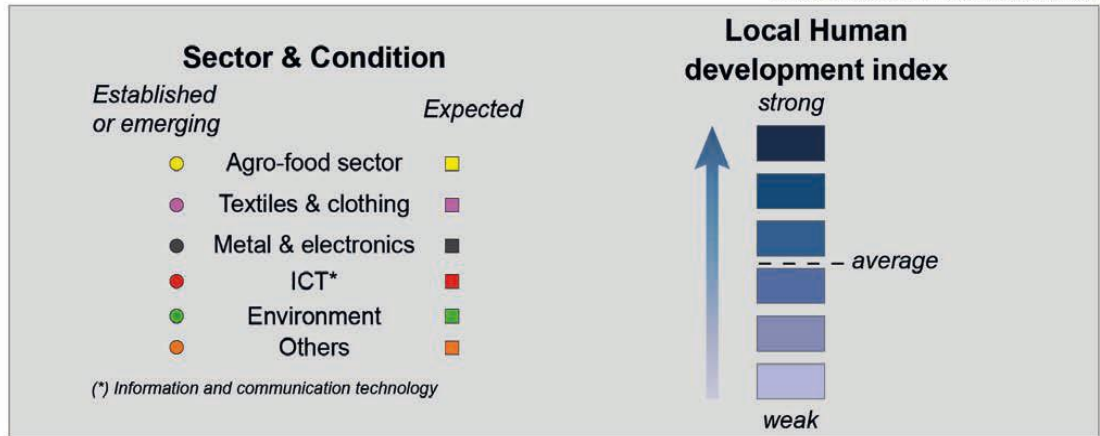 Sector & Condition
Established
or emerging
Expected
Agro-food sector
Textiles & clothing
Metal & electronics
ICT*
Environment
Others
(*) Information and communication technology
Local Human
development index
strong
average
weak